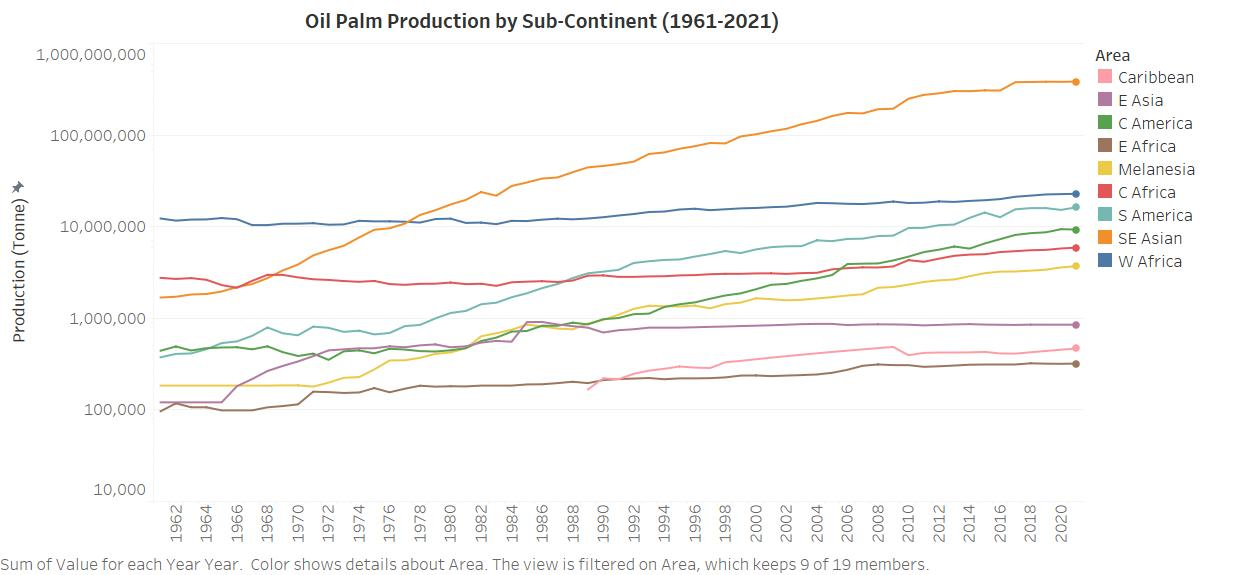 Oil Palm Production by Sub-Continent (1961-2021)
1,000,000,000
100,000,000
10,000,000
1,000,000
100,000
10,000
Production (Tonne)
1962 1964 1966 1968 1970 1972 1974 1976 1978 1980 1982 1984 1986 1988 1990 1992 1994 1996 1998 2000 2002 2004 2006 2008 2010 2012 2014 2016 2018 2020
Area
Caribbean
E Asia
C America
E Africa
Melanesia
C Africa
S America
SE Asian
W Africa
Sum of Value for each Year Year. Color shows details about Area. The view is filtered on Area, which keeps 9 of 19 members.